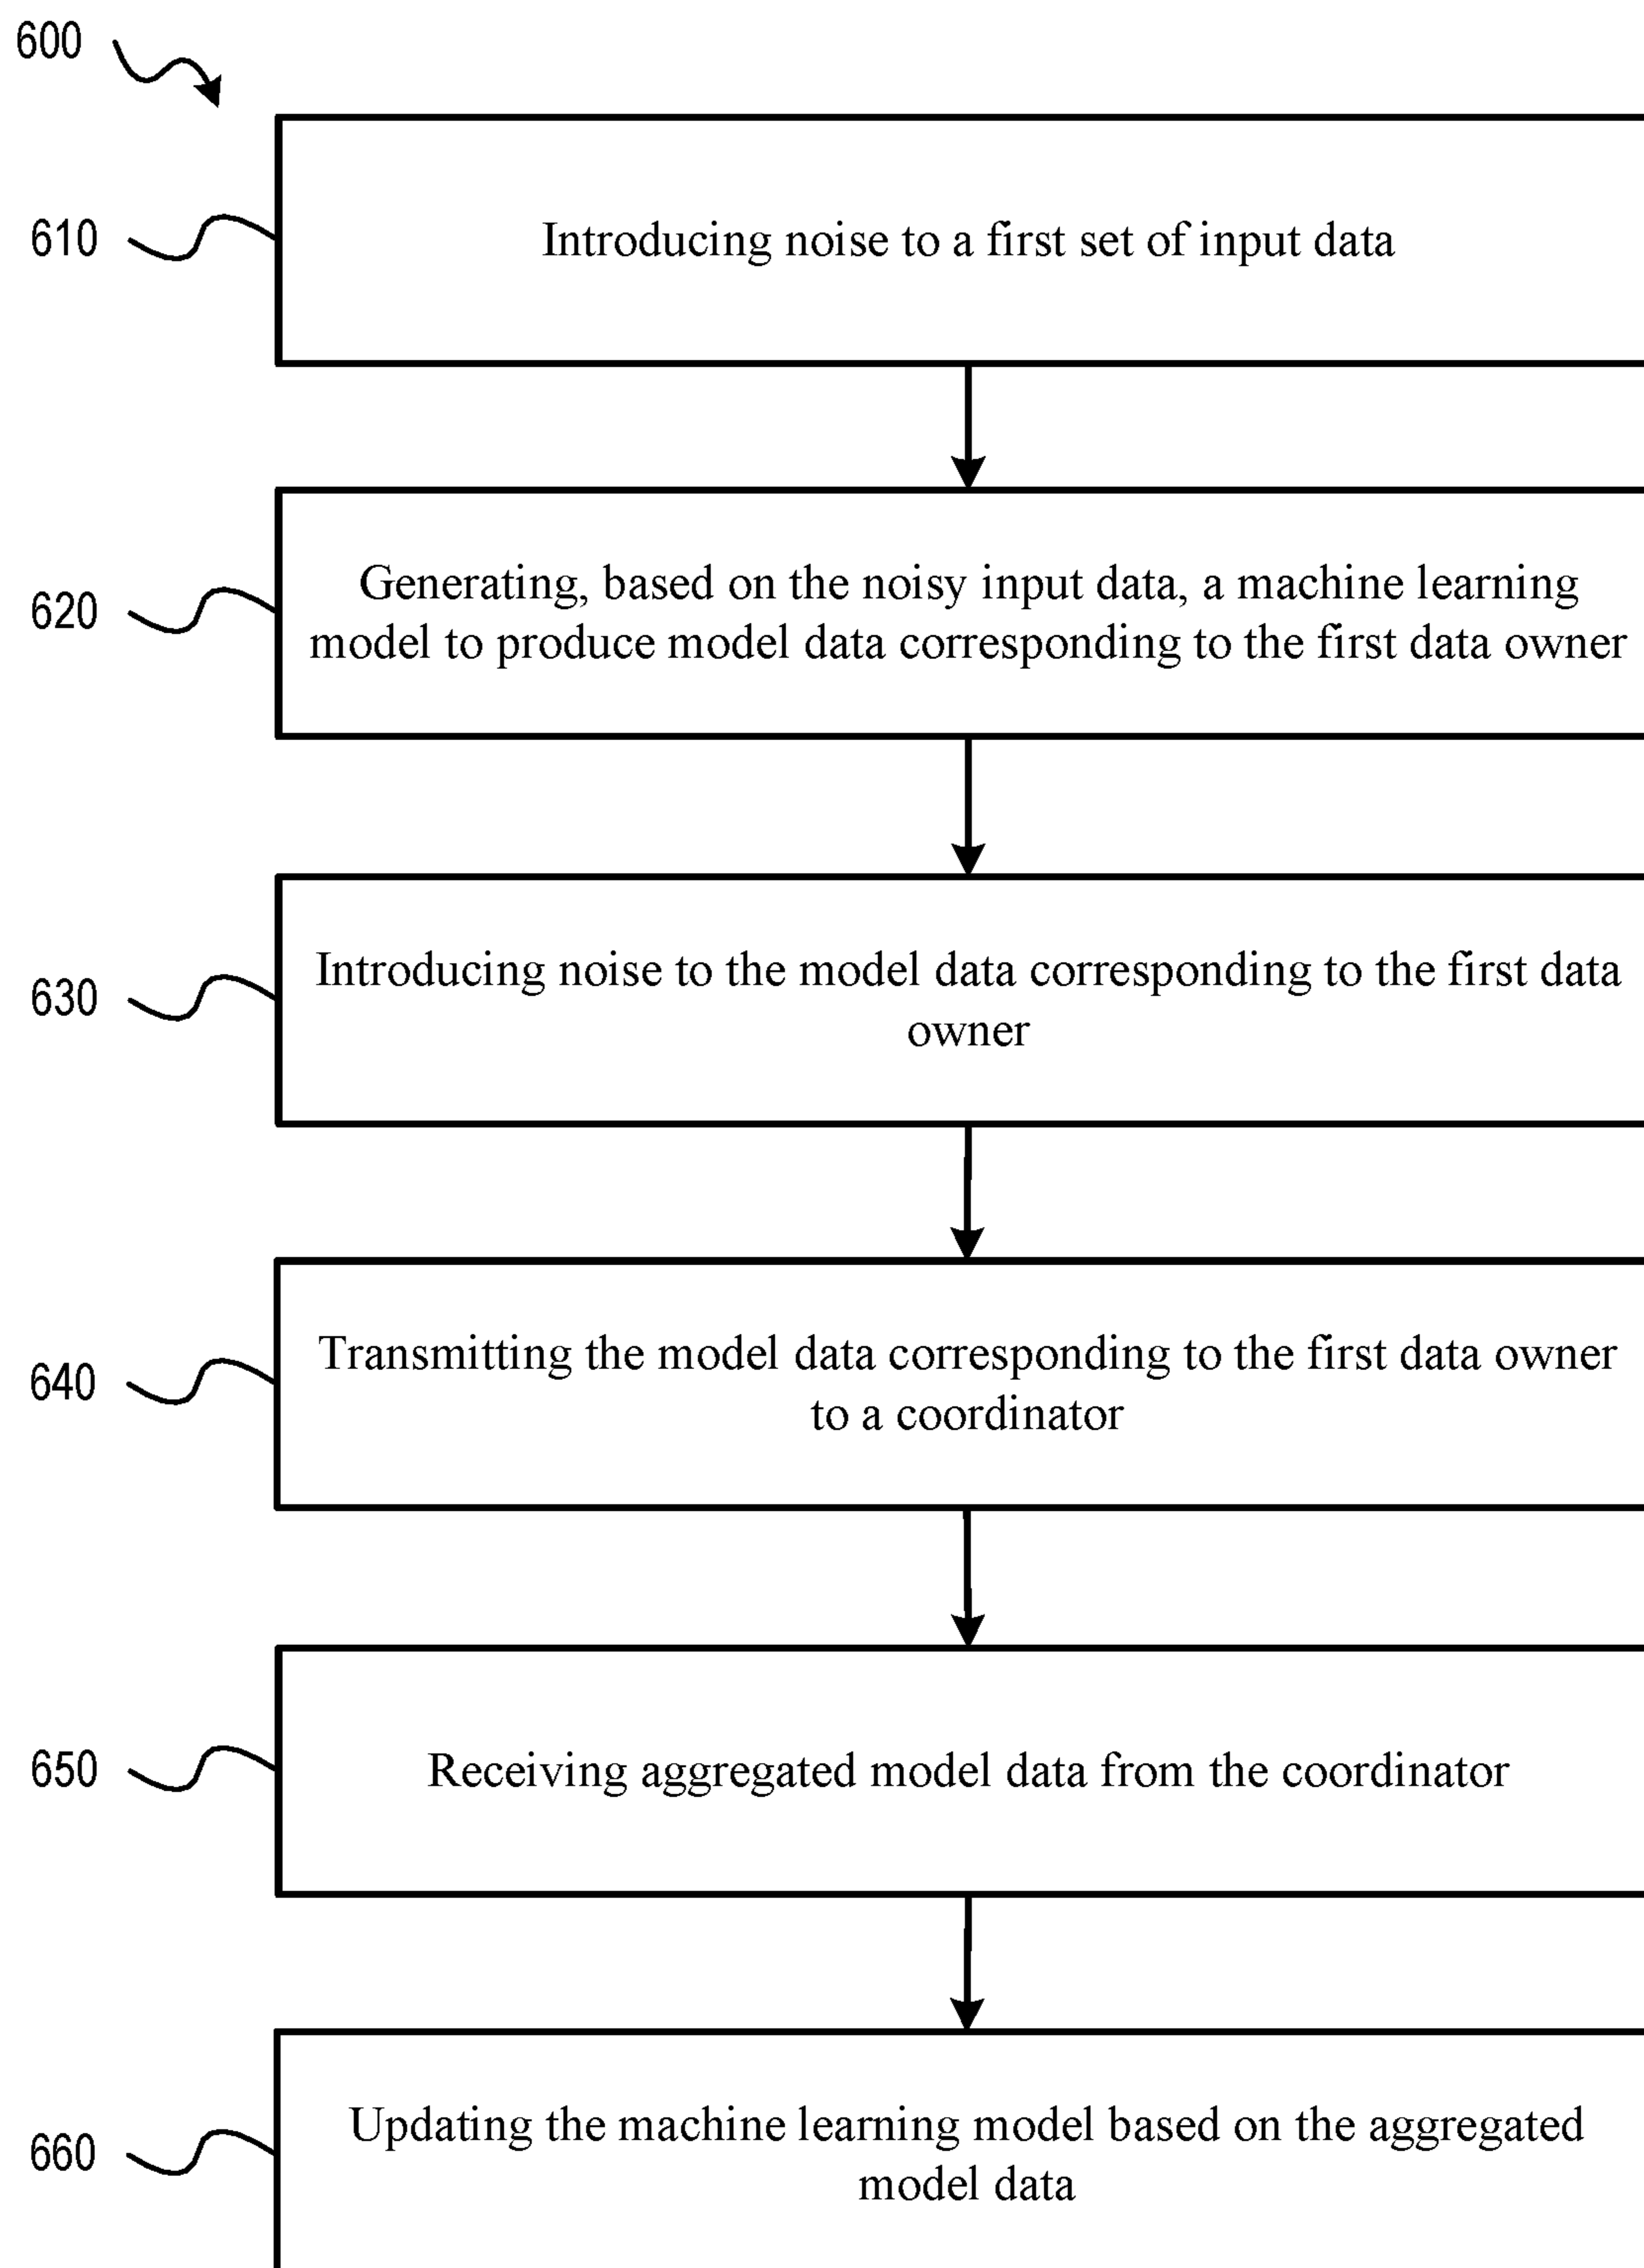 600
610
Introducing noise to a first set of input data
620
Generating, based on the noisy input data, a machine learning
model to produce model data corresponding to the first data owner
630
Introducing noise to the model data corresponding to the first data
owner
640
Transmitting the model data corresponding to the first data owner
to a coordinator
650
Receiving aggregated model data from the coordinator
660
Updating the machine learning model based on the aggregated
model data